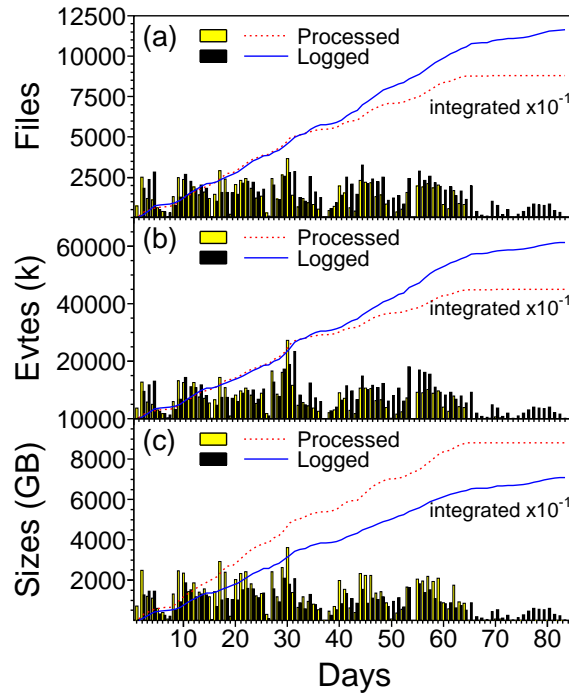 12500
(a)
Processed
Logged
10000
7500
integrated x10-1
Files
5000
2500
(b)
Processed
Logged
60000
40000
integrated x10-1
Evtes (k)
20000
10000
(c)
Processed
Logged
8000
6000
integrated x10-1
Sizes (GB)
4000
2000
10 20 30 40 50 60 70 80
Days